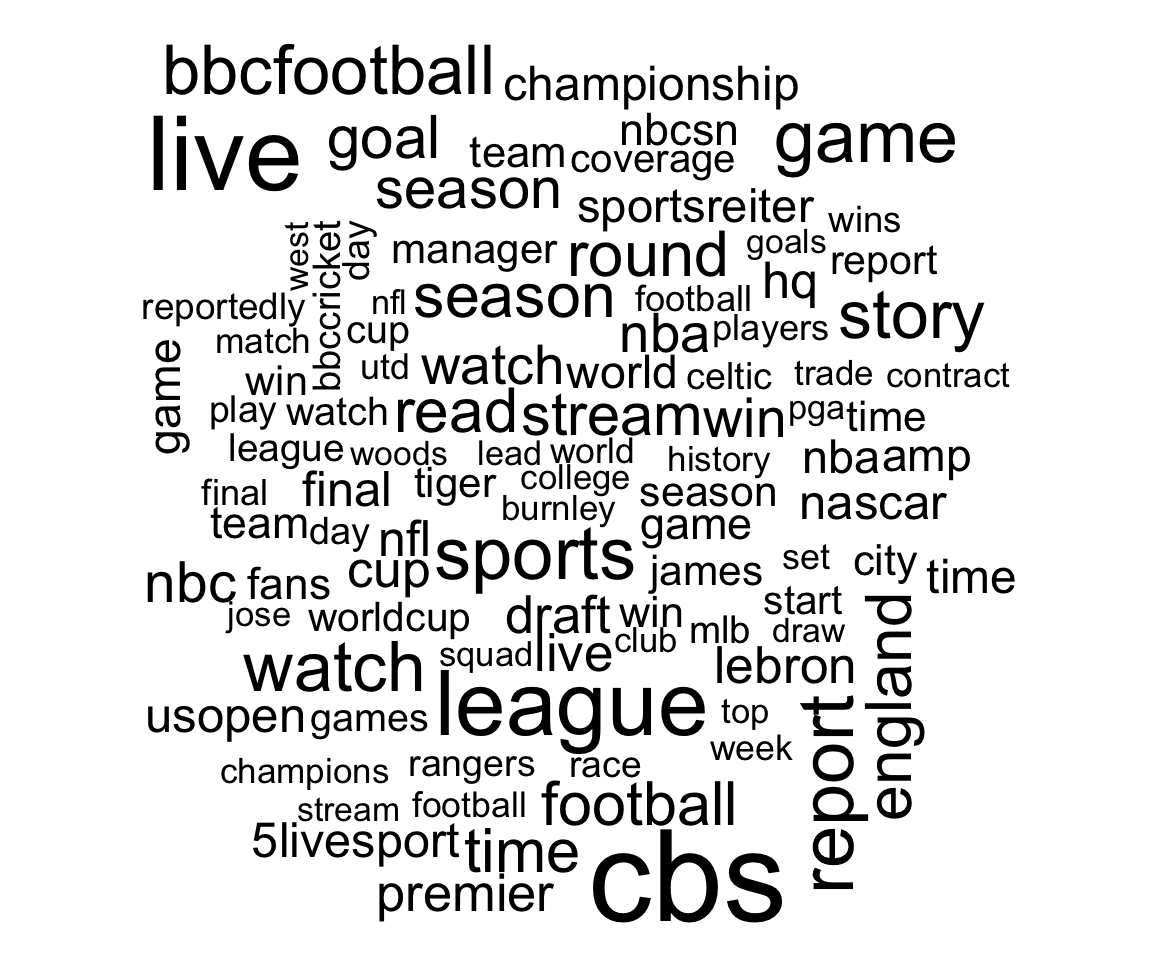 bbcfootball championship
live goal team nbcsn coverage game
season sportsreiter wins
west bbccricket day manager round goals hq report
reportedly nfl season football story
match cup nba players
game win utd watch world celtic trade contract
play watch read stream win pga time
league woods lead world history nba amp
final final tiger college season nascar
burnley
team day nfl sports game
nbc fans cup james set city time
jose worldcup draft win mlb start draw england
watch squad live club lebron
usopen games league top report
week
champions rangers race
stream football football
5livesport time cbs
premier